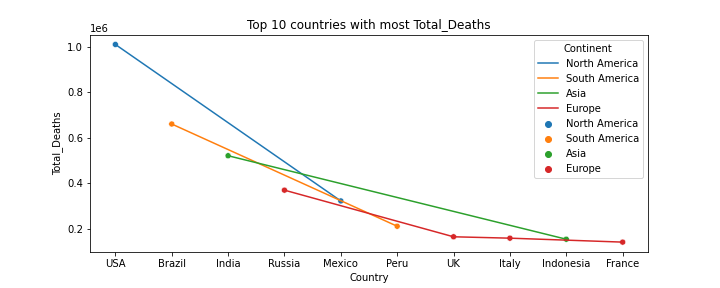 Top 10 countries with most Total_Deaths
1e6
1.0
0.8
0.6
0.4
0.2
Total_Deaths
Continent
North America
South America
Asia
Europe
North America
South America
Asia
Europe
USA Brazil India Russia Mexico Peru UK Italy Indonesia France
Country